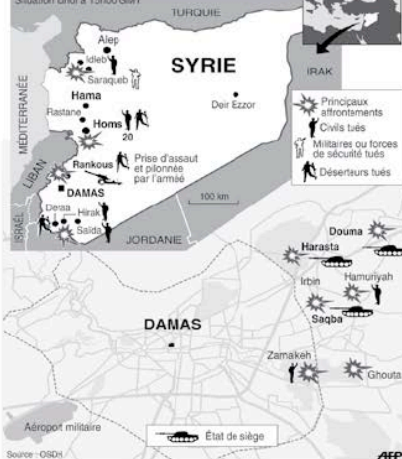 Situation lundi à 15h00 GMT
TURQUIE
Alep
Idleb
Saraqeb
SYRIE
IRAK
MÉDITERRANÉE
Hama
Rastane
Deir Ezzor
Homs
20
Principaux
affrontements
Civils tués
Militaires ou forces
de sécurité tués
Déserteurs tués
LIBAN
Rankous
Prise d'assaut
et pilonnée
par l'armée
DAMAS
100 km
Deraa
Hirak
Saïda
ISRAËL
JORDANIE
Douma
Harasta
Irbin
Hamuriyah
Saqba
DAMAS
Zamakeh
Ghouta
Aéroport militaire
État de siège
Source : OSDH
AFP